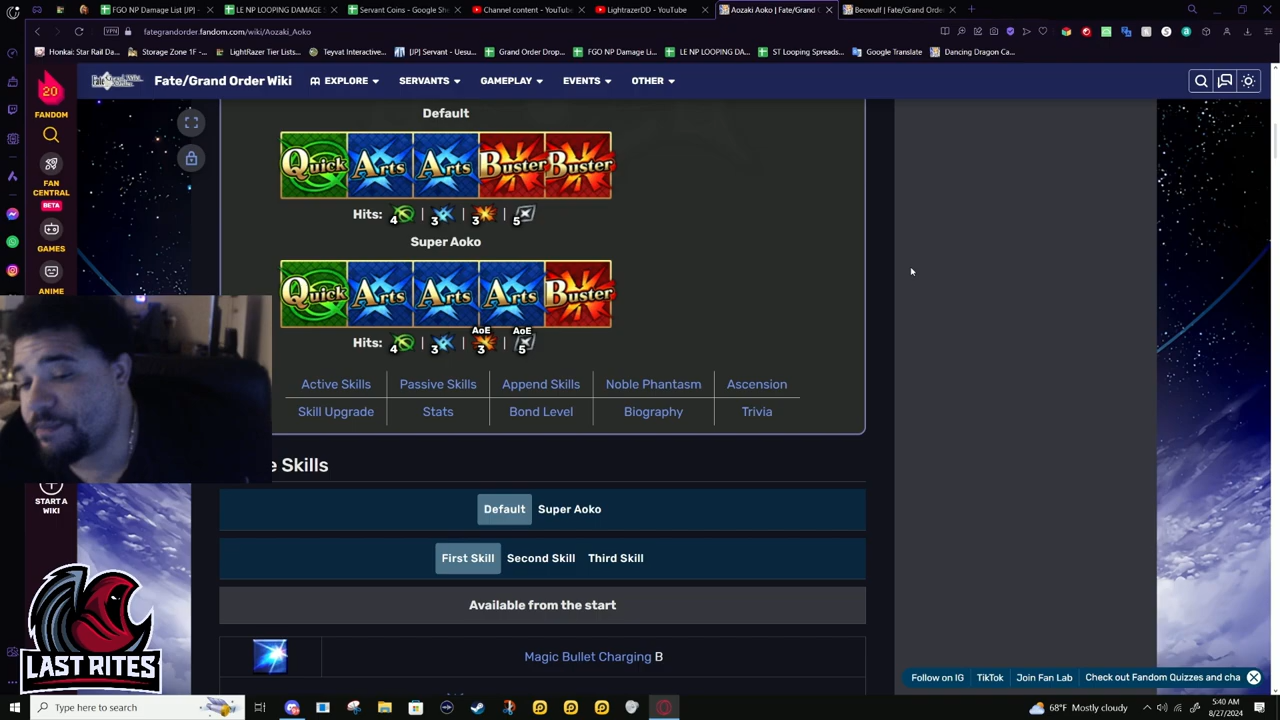 FGO NP Damage List [JP]
LE NP LOOPING DAMAGE
Servant Coins - Google She
Channel content - YouTube
LightrazerDD - YouTube
Aozaki Aoko | Fate/Grand
Beowulf | Fate/Grand Orde
VPN
fategrandorder.fandom.com/wiki/Aozaki_Aoko
Honkai: Star Rail Da...
Storage Zone 1F -...
LightRazer Tier Lists...
Teyvat Interactive...
[JP] Servant - Uesu...
Grand Order Drop...
FGO NP Damage Li...
LE NP LOOPING DA...
ST Looping Spreads...
Google Translate
Dancing Dragon Ca...
Fate/Grand Order Wiki
EXPLORE
SERVANTS
GAMEPLAY
EVENTS
OTHER
20
FANDOM
FAN
CENTRAL
BETA
GAMES
ANIME
START A
WIKI
Default
Quick Arts Arts Buster Buster
Hits: 4 | 3 | 3 | 5
Super Aoko
Quick Arts Arts Arts Buster
AoE AoE
Hits: 4 | 3 | 3 | 5
Active Skills
Passive Skills
Append Skills
Noble Phantasm
Ascension
Skill Upgrade
Stats
Bond Level
Biography
Trivia
e Skills
Default
Super Aoko
First Skill
Second Skill
Third Skill
Available from the start
Magic Bullet Charging B
LAST RITES
Follow on IG
TikTok
Join Fan Lab
Check out Fandom Quizzes and cha
Type here to search
68°F Mostly cloudy
5:40 AM
8/27/2024